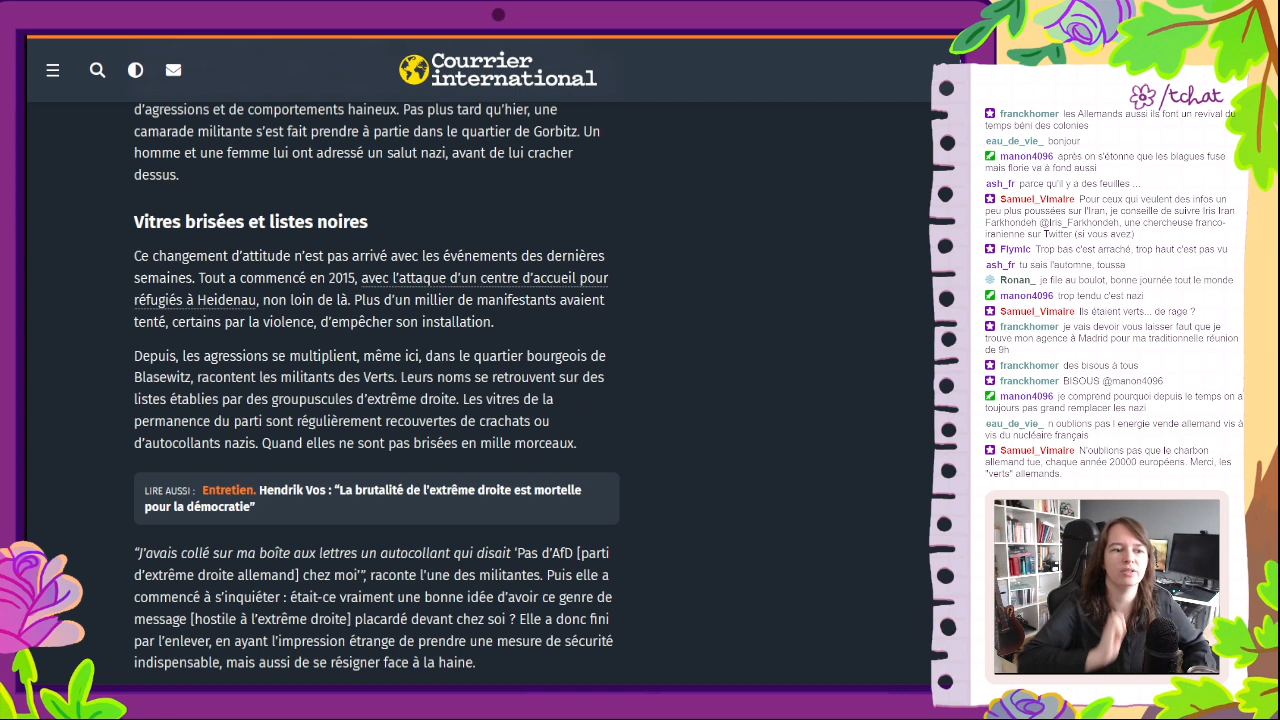 Courrier
international
d'agressions et de comportements haineux. Pas plus tard qu'hier, une
camarade militante s'est fait prendre à partie dans le quartier de Gorbitz. Un
homme et une femme lui ont adressé un salut nazi, avant de lui cracher
dessus.
Vitres brisées et listes noires
Ce changement d'attitude n'est pas arrivé avec les événements des dernières
semaines. Tout a commencé en 2015, avec l'attaque d'un centre d'accueil pour
réfugiés à Heidenau, non loin de là. Plus d'un millier de manifestants avaient
tenté, certains par la violence, d'empêcher son installation.
Depuis, les agressions se multiplient, même ici, dans le quartier bourgeois de
Blasewitz, racontent les militants des Verts. Leurs noms se retrouvent sur des
listes établies par des groupuscules d'extrême droite. Les vitres de la
permanence du parti sont régulièrement recouvertes de crachats ou
d'autocollants nazis. Quand elles ne sont pas brisées en mille morceaux.
LIRE AUSSI : Entretien. Hendrik Vos : “La brutalité de l'extrême droite est mortelle
pour la démocratie”
“J'avais collé sur ma boîte aux lettres un autocollant qui disait ‘Pas d'AfD [parti
d'extrême droite allemand] chez moi’”, raconte l'une des militantes. Puis elle a
commencé à s'inquiéter : était-ce vraiment une bonne idée d'avoir ce genre de
message [hostile à l'extrême droite] placardé devant chez soi ? Elle a donc fini
par l'enlever, en ayant l'impression étrange de prendre une mesure de sécurité
indispensable, mais aussi de se résigner face à la haine.
/tchat
franckhomer les Allemands aussi ils font un revival du
temps béni des colonies
eau_de_vie_ bonjour
manon4096 après on s'étonne que les blagues fuse
mais florie va à fond aussi
ash_fr parce qu'il y a des feuilles ...
Samuel_Vimaire Pour ceux qui veulent des infos un
peu plus poussées sur l'Iran, je conseille de suivre Iris Iran
Farkhondeh @Iris_Farkhondeh, une chercheuse franco-
iranienne sur Twitter (si vous avez)
Flymic Trop bas c'est arraché, trop haut c'est pas vu
ash_fr tu sais l'automne, toussa
Ronan_ je file au boulot, bonne journée tout le monde
manon4096 trop tendu c'est nazi
Samuel_Vimaire Ils étaient verts... de rage ?
franckhomer je vais devoir vous laisser faut que je
trouve mon agence à Madrid pour ma traditionnelle réunion
de 9h
franckhomer des bisous à tous
franckhomer BISOUS @manon4096
manon4096 je comprend pourquoi depuis le temps on a
toujours pas grand remplacer les nazi
eau_de_vie_ n oublions pas l energie vende allemand vis à
vis du nucléaire français
Samuel_Vimaire N'oublions pas que le charbon
allemand tue, chaque année 20000 européens. Merci, les
"verts" allemands.